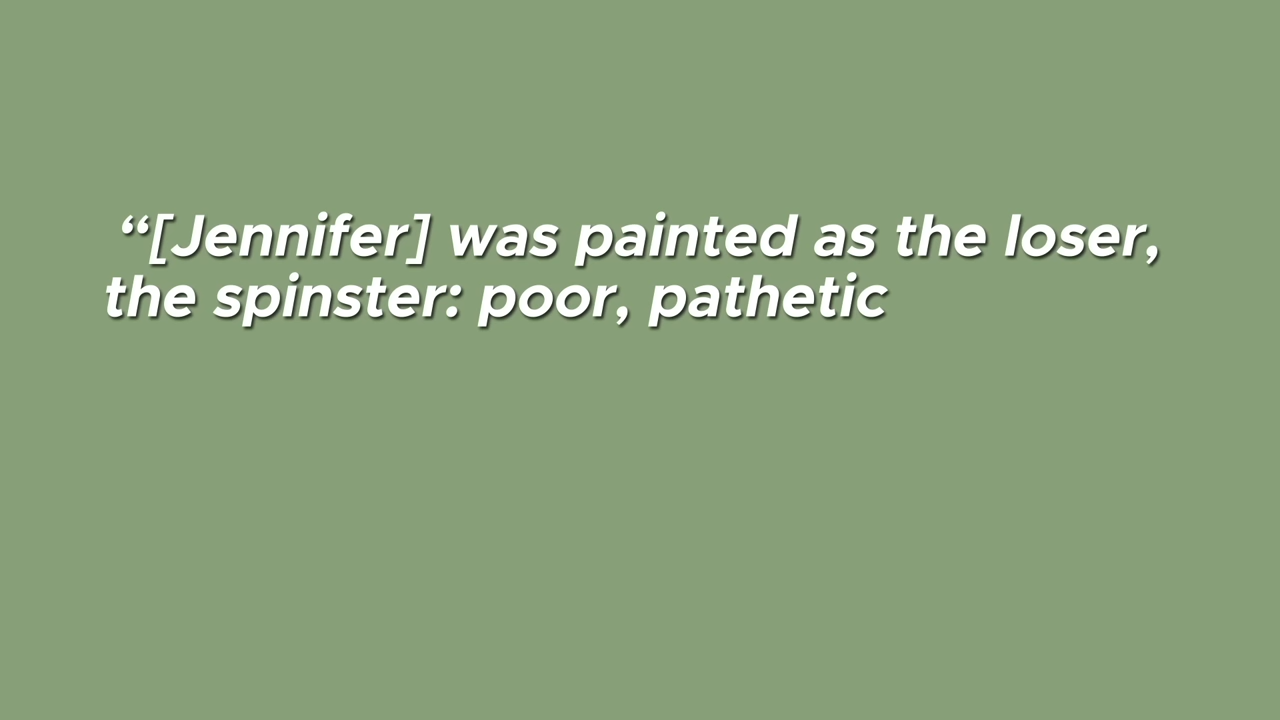 “[Jennifer] was painted as the loser,
the spinster: poor, pathetic